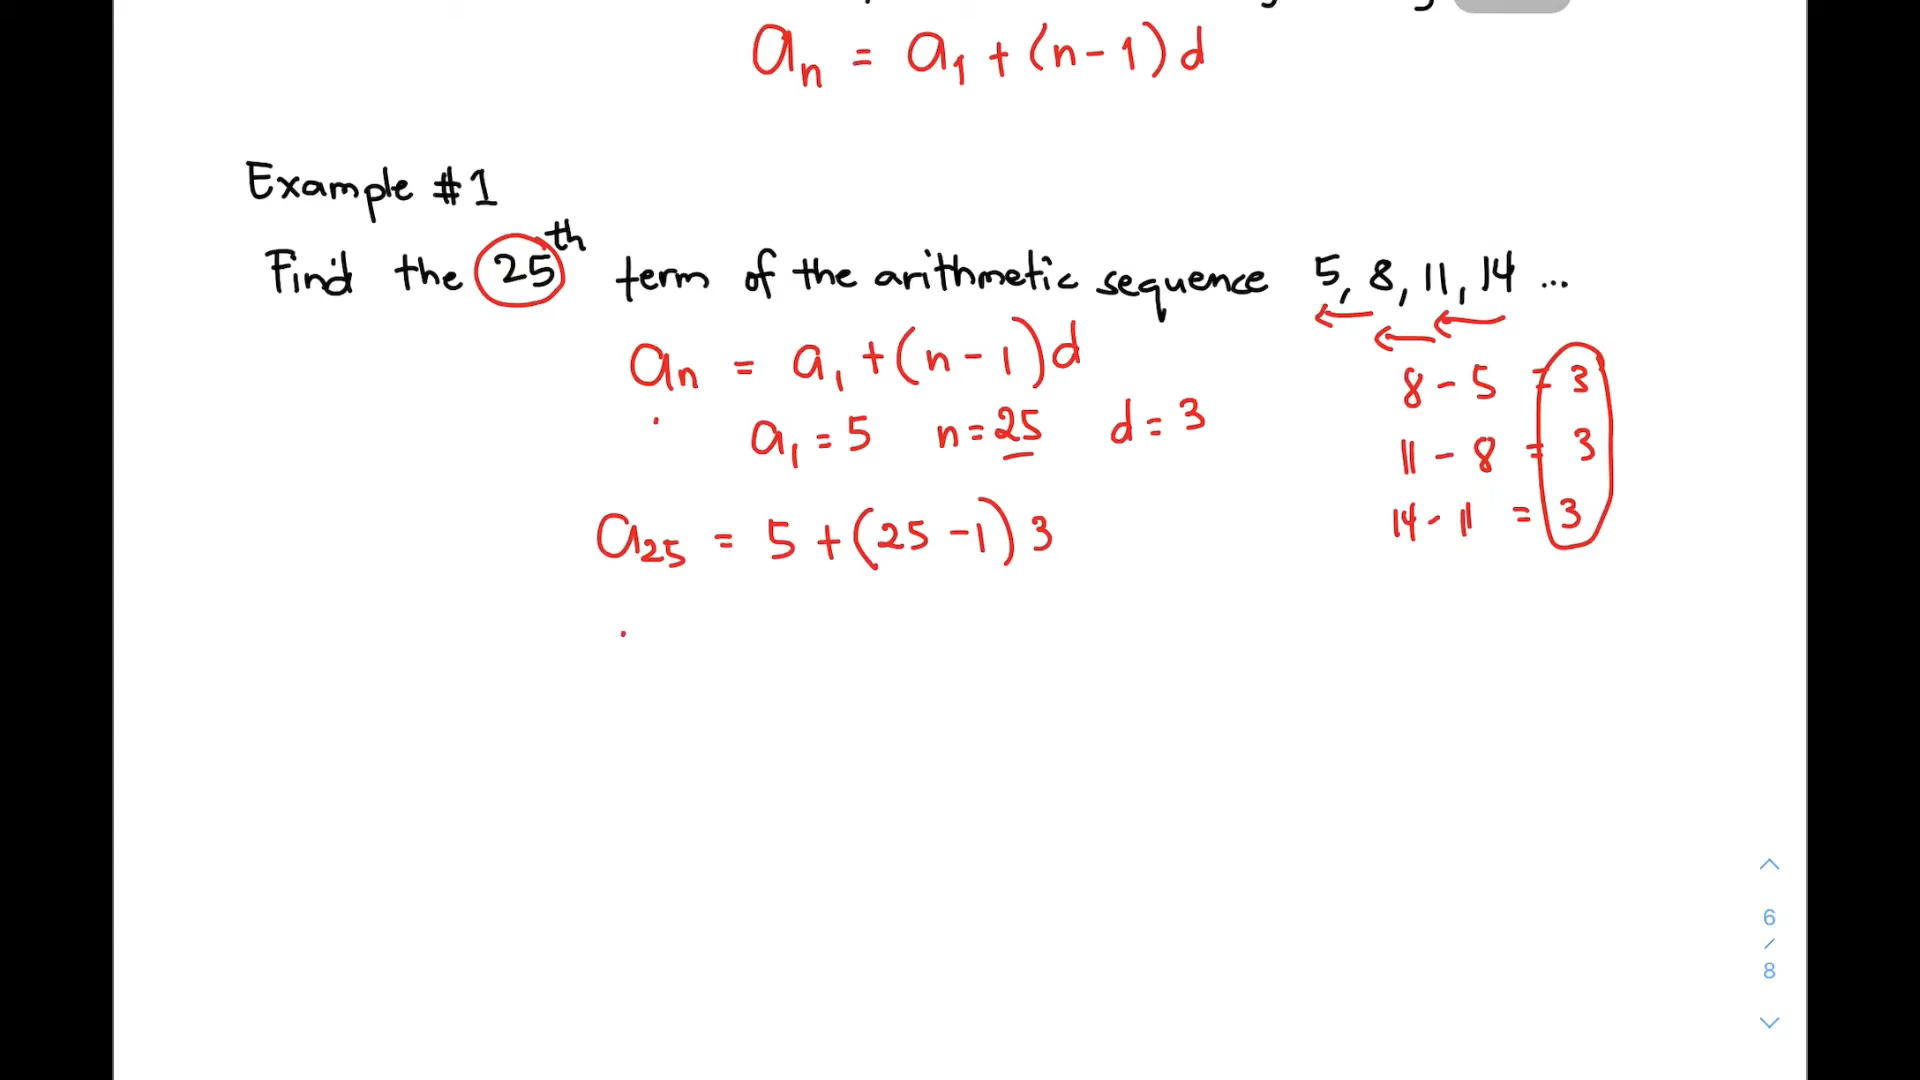 aₙ = a₁ + (n - 1) d
Example #1
Find the 25th term of the arithmetic sequence 5, 8, 11, 14 ...
aₙ = a₁ + (n - 1) d
a₁ = 5 n = 25 d = 3
a₂₅ = 5 + (25 - 1) 3
8 - 5 = 3
11 - 8 = 3
14 - 11 = 3
6
/
8